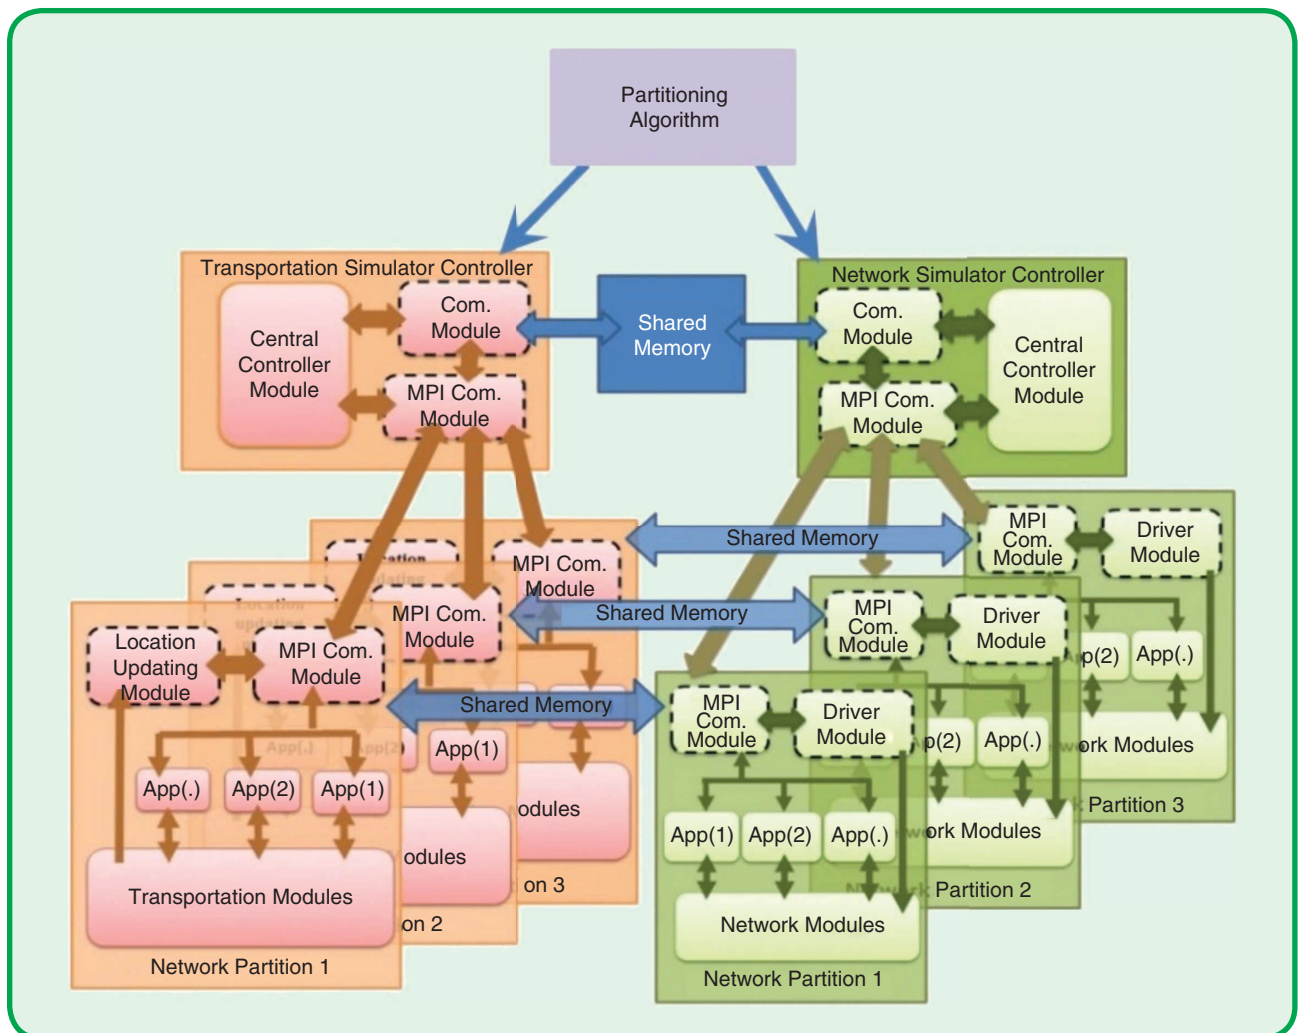 Partitioning
Algorithm
Transportation Simulator Controller
Central
Controller
Module
Com.
Module
MPI Com.
Module
Shared
Memory
Network Simulator Controller
Com.
Module
MPI Com.
Module
Central
Controller
Module
Shared Memory
Shared Memory
Shared Memory
Location
MPI Com.
Module
MPI Com.
Module
Location
Updating
Module
MPI Com.
Module
App(.)
App(2)
App(1)
App(1)
Transportation Modules
Network Partition 1
odules
on 2
odules
on 3
MPI
Com.
Module
Driver
Module
p(2)
App(.)
work Modules
Partition 3
MPI
Com.
Module
Driver
Module
p(2)
App(.)
work Modules
Network Partition 2
MPI
Com.
Module
Driver
Module
App(1)
App(2)
App(.)
Network Modules
Network Partition 1